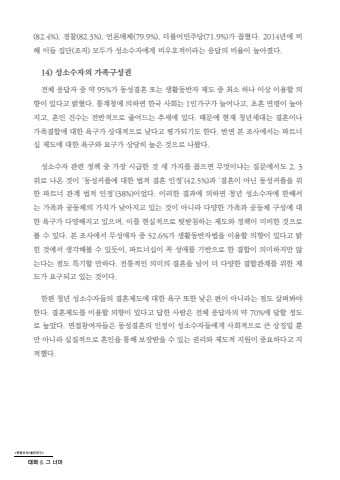 (82.4%), 경찰(82.3%), 언론매체(79.9%), 더불어민주당(71.9%)가 꼽혔다. 2014년에 비
해 이들 집단(조직) 모두가 성소수자에게 비우호적이라는 응답의 비율이 높아졌다.
14) 성소수자의 가족구성권
전체 응답자 중 약 95%가 동성결혼 또는 생활동반자 제도 중 최소 하나 이상 이용할 의
향이 있다고 밝혔다. 통계청에 의하면 한국 사회는 1인가구가 늘어나고, 초혼 연령이 높아
지고, 혼인 건수는 전반적으로 줄어드는 추세에 있다. 때문에 현재 청년세대는 결혼이나
가족결합에 대한 욕구가 상대적으로 낮다고 평가되기도 한다. 반면 본 조사에서는 파트너
십 제도에 대한 욕구와 요구가 상당히 높은 것으로 나왔다.
성소수자 관련 정책 중 가장 시급한 것 세 가지를 꼽으면 무엇이냐는 질문에서도 2, 3
위로 나온 것이 '동성커플에 대한 법적 결혼 인정'(42.5%)과 '결혼이 아닌 동성커플을 위
한 파트너 관계 법적 인정'(38%)이었다. 이러한 결과에 의하면 청년 성소수자에 한해서
는 가족과 공동체의 가치가 낮아지고 있는 것이 아니라 다양한 가족과 공동체 구성에 대
한 욕구가 다양해지고 있으며, 이를 현실적으로 뒷받침하는 제도와 정책이 미비한 것으로
볼 수 있다. 본 조사에서 무성애자 중 52.6%가 생활동반자법을 이용할 의향이 있다고 밝
힌 것에서 생각해볼 수 있듯이, 파트너십이 꼭 성애를 기반으로 한 결합이 의미하지만 않
는다는 점도 특기할 만하다. 전통적인 의미의 결혼을 넘어 더 다양한 결합관계를 위한 제
도가 요구되고 있는 것이다.
한편 청년 성소수자들의 결혼제도에 대한 욕구 또한 낮은 편이 아니라는 점도 살펴봐야
한다. 결혼제도를 이용할 의향이 있다고 답한 사람은 전체 응답자의 약 70%에 달할 정도
로 높았다. 면접참여자들은 동성결혼의 인정이 성소수자들에게 사회적으로 큰 상징일 뿐
만 아니라 실질적으로 혼인을 통해 보장받을 수 있는 권리와 제도적 지원이 중요하다고 지
적했다.
대화 & 그 너머